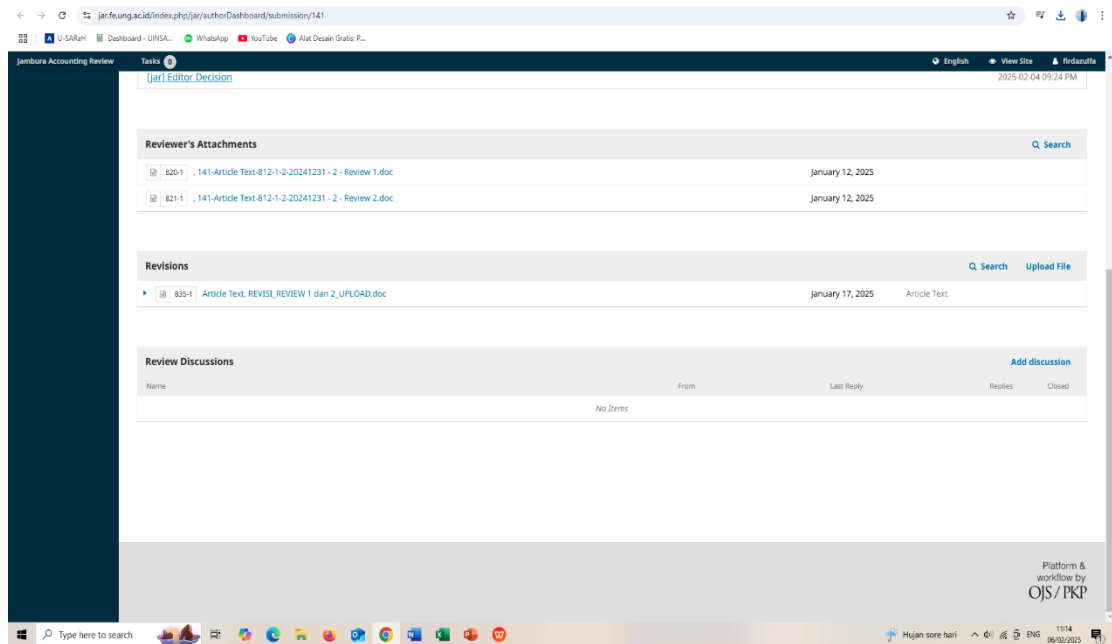 jar.fe.ung.ac.id/index.php/jar/authorDashboard/submission/141
U-SARaH Dashboard - UINSA... WhatsApp YouTube Alat Desain Gratis: P...
Jambura Accounting Review Tasks 0 English View Site firdazulfa
[jar] Editor Decision 2025-02-04 09:24 PM
Reviewer's Attachments Search
820-1 , 141-Article Text-812-1-2-20241231 - 2 - Review 1.doc January 12, 2025
821-1 , 141-Article Text-812-1-2-20241231 - 2 - Review 2.doc January 12, 2025
Revisions Search Upload File
835-1 Article Text, REVISI_REVIEW 1 dan 2_UPLOAD.doc January 17, 2025 Article Text
Review Discussions Add discussion
Name From Last Reply Replies Closed
No Items
Platform &
workflow by
OJS / PKP
Type here to search Hujan sore hari ENG 11:14
06/02/2025